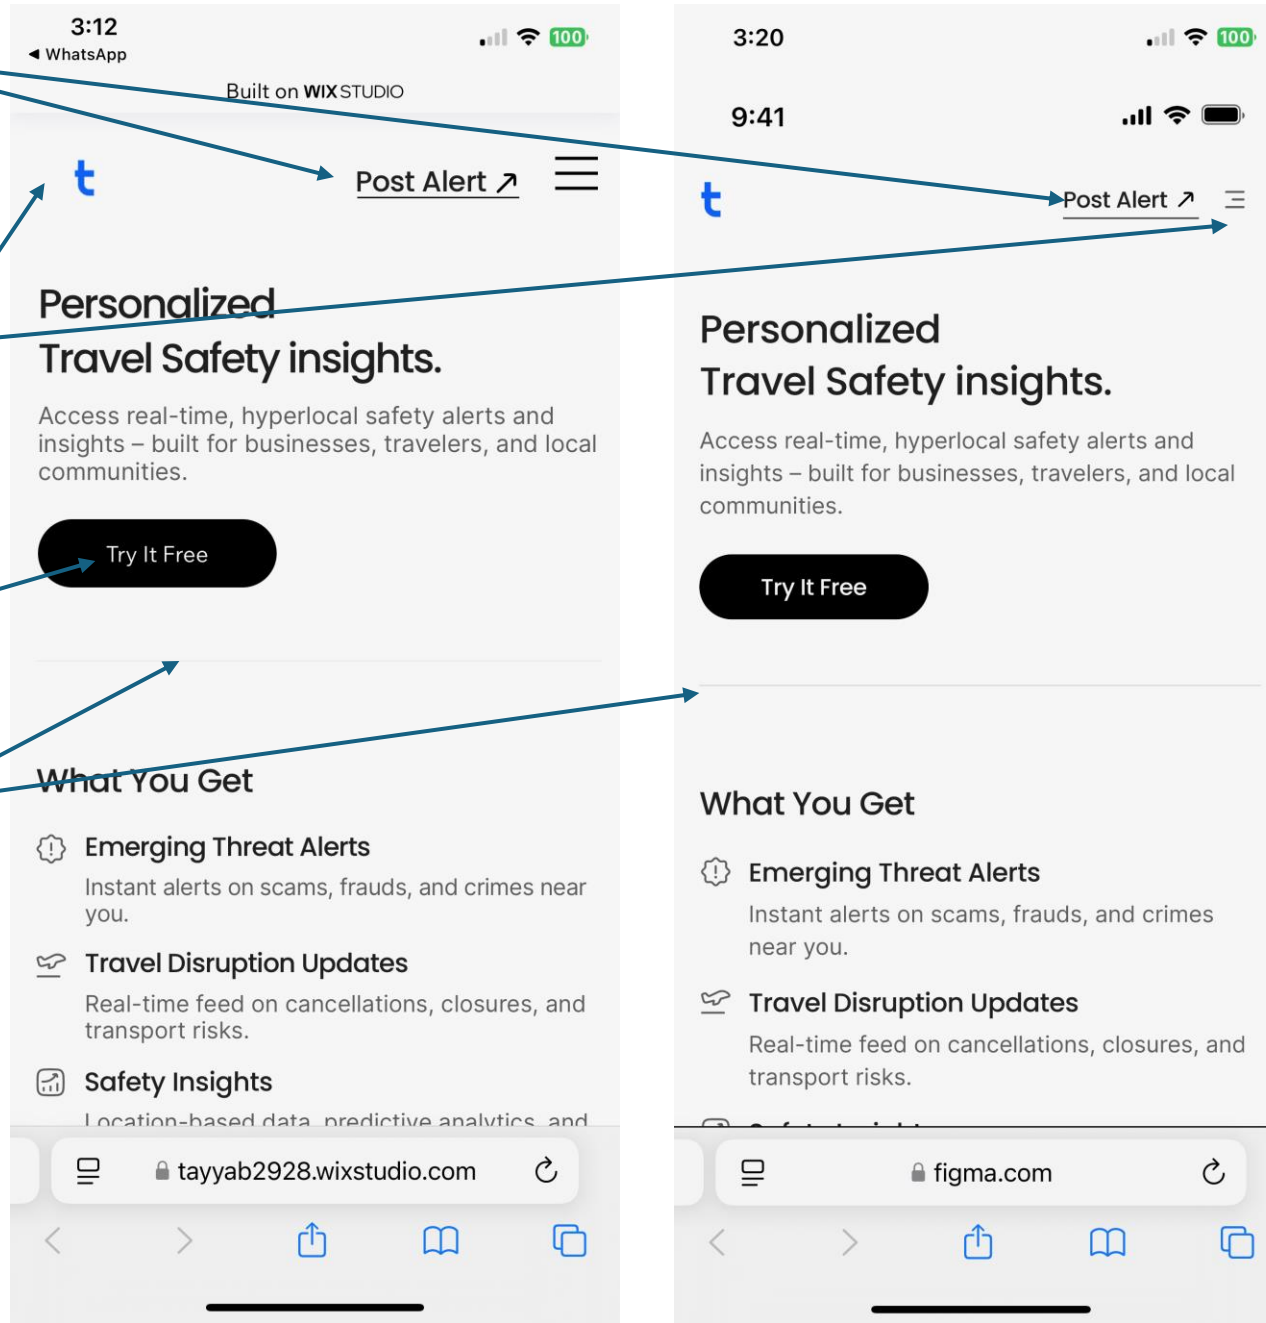 3:12
100
◀ WhatsApp
Built on WIX STUDIO
t
Post Alert ↗
Personalized
Travel Safety insights.
Access real-time, hyperlocal safety alerts and
insights – built for businesses, travelers, and local
communities.
Try It Free
What You Get
Emerging Threat Alerts
Instant alerts on scams, frauds, and crimes near
you.
Travel Disruption Updates
Real-time feed on cancellations, closures, and
transport risks.
Safety Insights
Location-based data, predictive analytics, and
tayyab2928.wixstudio.com
3:20
100
9:41
t
Post Alert ↗
Personalized
Travel Safety insights.
Access real-time, hyperlocal safety alerts and
insights – built for businesses, travelers, and local
communities.
Try It Free
What You Get
Emerging Threat Alerts
Instant alerts on scams, frauds, and crimes
near you.
Travel Disruption Updates
Real-time feed on cancellations, closures, and
transport risks.
figma.com